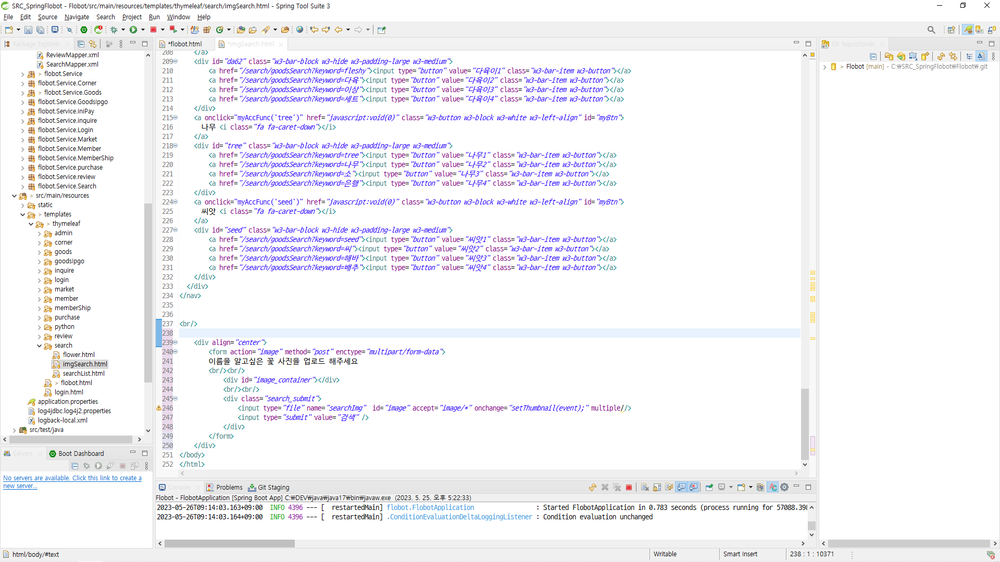 SRC_SpringFlobot - Flobot/src/main/resources/templates/thymeleaf/search/imgSearch.html - Spring Tool Suite 3
File Edit Source Navigate Search Project Run Window Help
Package Explorer
ReviewMapper.xml
SearchMapper.xml
> flobot.Service
flobot.Service.Corner
> flobot.Service.Goods
flobot.Service.GoodsIpgo
flobot.Service.iniPay
flobot.Service.inquire
flobot.Service.Login
flobot.Service.Market
flobot.Service.Member
flobot.Service.MemberShip
flobot.Service.purchase
flobot.Service.review
flobot.Service.Search
> src/main/resources
static
> templates
> thymeleaf
admin
corner
goods
goodsIpgo
inquire
login
market
member
memberShip
purchase
python
review
search
flower.html
imgSearch.html
searchList.html
> flobot.html
login.html
application.properties
log4jdbc.log4j2.properties
logback-local.xml
src/test/java
Servers
Boot Dashboard
No servers are available. Click this link to create a
new server...
*flobot.html
*imgSearch.html
208 </a>
209 <div id="da62" class="w3-bar-block w3-hide w3-padding-large w3-medium">
210 <a href="/search/goodsSearch?keyword=fleshy"><input type="button" value="다육이1" class="w3-bar-item w3-button"></a>
211 <a href="/search/goodsSearch?keyword=다육"><input type="button" value="다육이2" class="w3-bar-item w3-button"></a>
212 <a href="/search/goodsSearch?keyword=이상"><input type="button" value="다육이3" class="w3-bar-item w3-button"></a>
213 <a href="/search/goodsSearch?keyword=세트"><input type="button" value="다육이4" class="w3-bar-item w3-button"></a>
214 </div>
215 <a onclick="myAccFunc('tree')" href="javascript:void(0)" class="w3-button w3-block w3-white w3-left-align" id="myBtn">
216 나무 <i class="fa fa-caret-down"></i>
217 </a>
218 <div id="tree" class="w3-bar-block w3-hide w3-padding-large w3-medium">
219 <a href="/search/goodsSearch?keyword=tree"><input type="button" value="나무1" class="w3-bar-item w3-button"></a>
220 <a href="/search/goodsSearch?keyword=나무"><input type="button" value="나무2" class="w3-bar-item w3-button"></a>
221 <a href="/search/goodsSearch?keyword=소"><input type="button" value="나무3" class="w3-bar-item w3-button"></a>
222 <a href="/search/goodsSearch?keyword=은행"><input type="button" value="나무4" class="w3-bar-item w3-button"></a>
223 </div>
224 <a onclick="myAccFunc('seed')" href="javascript:void(0)" class="w3-button w3-block w3-white w3-left-align" id="myBtn">
225 씨앗 <i class="fa fa-caret-down"></i>
226 </a>
227 <div id="seed" class="w3-bar-block w3-hide w3-padding-large w3-medium">
228 <a href="/search/goodsSearch?keyword=seed"><input type="button" value="씨앗1" class="w3-bar-item w3-button"></a>
229 <a href="/search/goodsSearch?keyword=씨"><input type="button" value="씨앗2" class="w3-bar-item w3-button"></a>
230 <a href="/search/goodsSearch?keyword=해바"><input type="button" value="씨앗3" class="w3-bar-item w3-button"></a>
231 <a href="/search/goodsSearch?keyword=배추"><input type="button" value="씨앗4" class="w3-bar-item w3-button"></a>
232 </div>
233 </div>
234 </nav>
235
236
237 <br/>
238
239 <div align="center">
240 <form action="image" method="post" enctype="multipart/form-data">
241 이름을 알고싶은 꽃 사진을 업로드 해주세요
242 <br/><br/>
243 <div id="image_container"></div>
244 <br/><br/>
245 <div class="search_submit">
246 <input type="file" name="searchImg" id="image" accept="image/*" onchange="setThumbnail(event);" multiple//>
247 <input type="submit" value="검색" />
248 </div>
249 </form>
250 </div>
251 </body>
252 </html>
Console
Problems
Git Staging
Flobot - FlobotApplication [Spring Boot App] C:₩DEV₩java₩java17₩bin₩javaw.exe (2023. 5. 25. 오후 5:22:33)
2023-05-26T09:14:03.163+09:00 INFO 4396 --- [ restartedMain] flobot.FlobotApplication : Started FlobotApplication in 0.783 seconds (process running for 57088.398
2023-05-26T09:14:03.164+09:00 INFO 4396 --- [ restartedMain] .ConditionEvaluationDeltaLoggingListener : Condition evaluation unchanged
Git Repositories
> Flobot [main] - C:₩SRC_SpringFlobot₩Flobot₩.git
html/body/#text
Writable
Smart Insert
238 : 1 : 10371